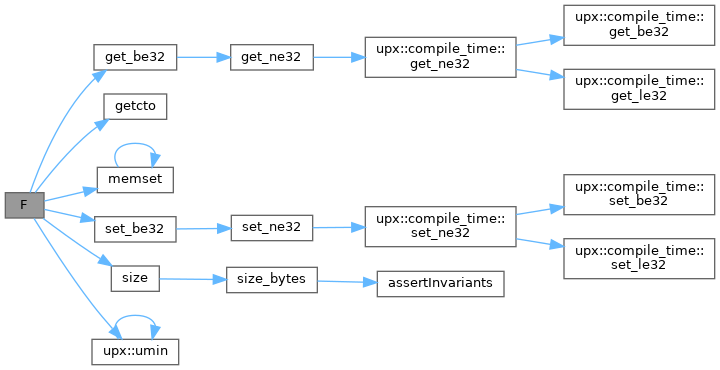 F
get_be32
getcto
memset
set_be32
size
upx::umin
get_ne32
set_ne32
size_bytes
upx::compile_time::
get_ne32
upx::compile_time::
set_ne32
assertInvariants
upx::compile_time::
get_be32
upx::compile_time::
get_le32
upx::compile_time::
set_be32
upx::compile_time::
set_le32